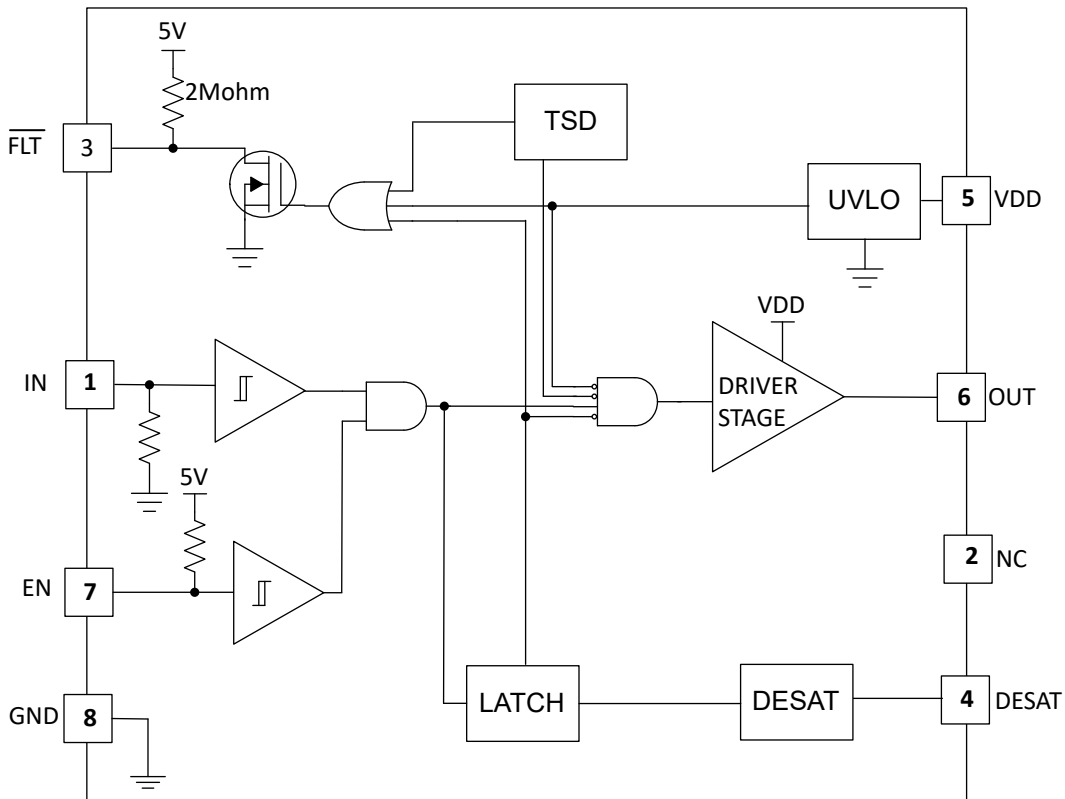 5V
2Mohm
FLT
3
TSD
UVLO
5
VDD
VDD
IN
1
DRIVER
STAGE
6
OUT
5V
2
NC
EN
7
LATCH
DESAT
4
DESAT
GND
8